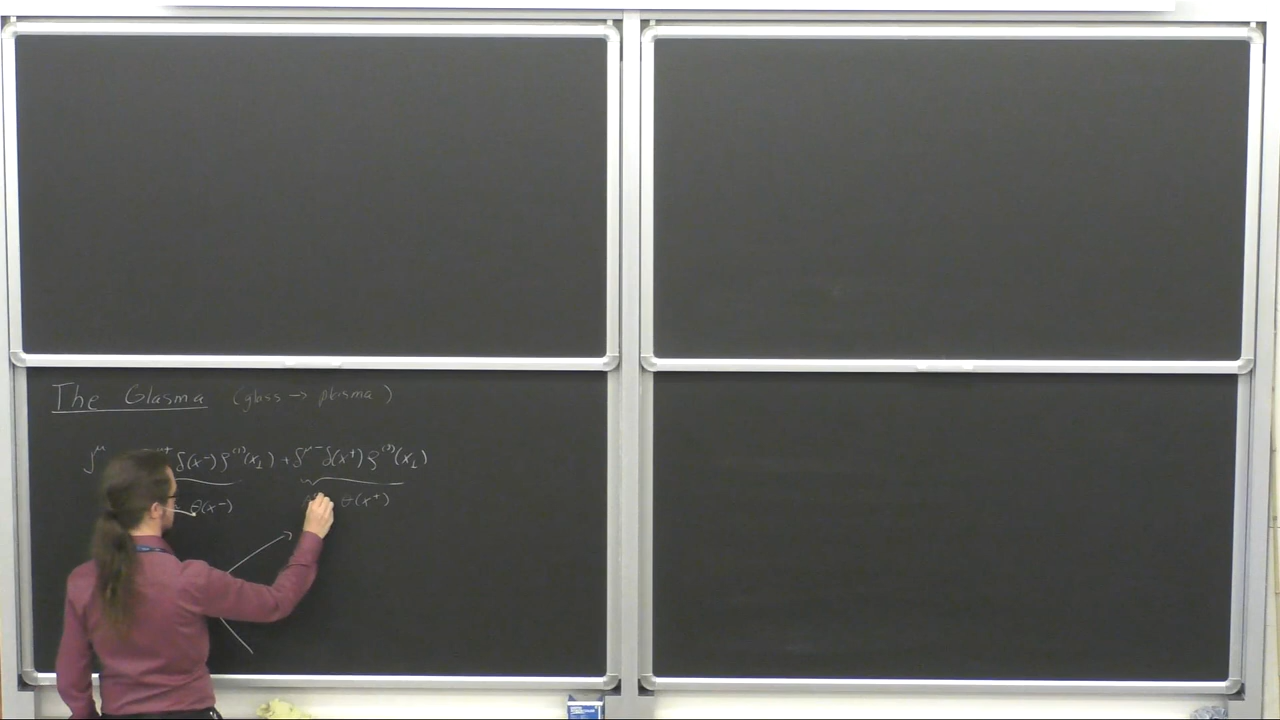 The Glasma (glass → plasma)
J^μ δ(x⁻) ρ⁽¹⁾(x⊥) + δ^{μ-} δ(x⁺) ρ⁽²⁾(x⊥)
θ(x⁻) θ(x⁺)